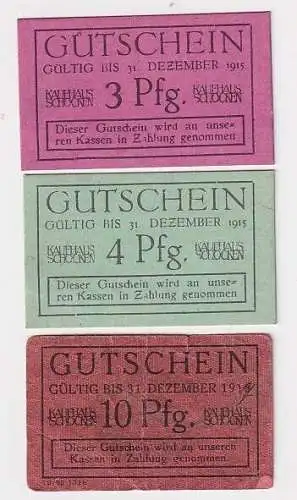 GUTSCHEIN
GÜLTIG BIS 31. DEZEMBER 1915
KAUFHAUS SCHOCKEN 3 Pfg. KAUFHAUS SCHOCKEN
Dieser Gutschein wird an unse=
ren Kassen in Zahlung genommen
GUTSCHEIN
GÜLTIG BIS 31. DEZEMBER 1915
KAUFHAUS SCHOCKEN 4 Pfg. KAUFHAUS SCHOCKEN
Dieser Gutschein wird an unse=
ren Kassen in Zahlung genommen
GUTSCHEIN
GÜLTIG BIS 31. DEZEMBER
KAUFHAUS SCHOCKEN 10 Pfg. KAUFHAUS SCHOCKEN
Dieser Gutschein wird an unseren
Kassen in Zahlung genommen